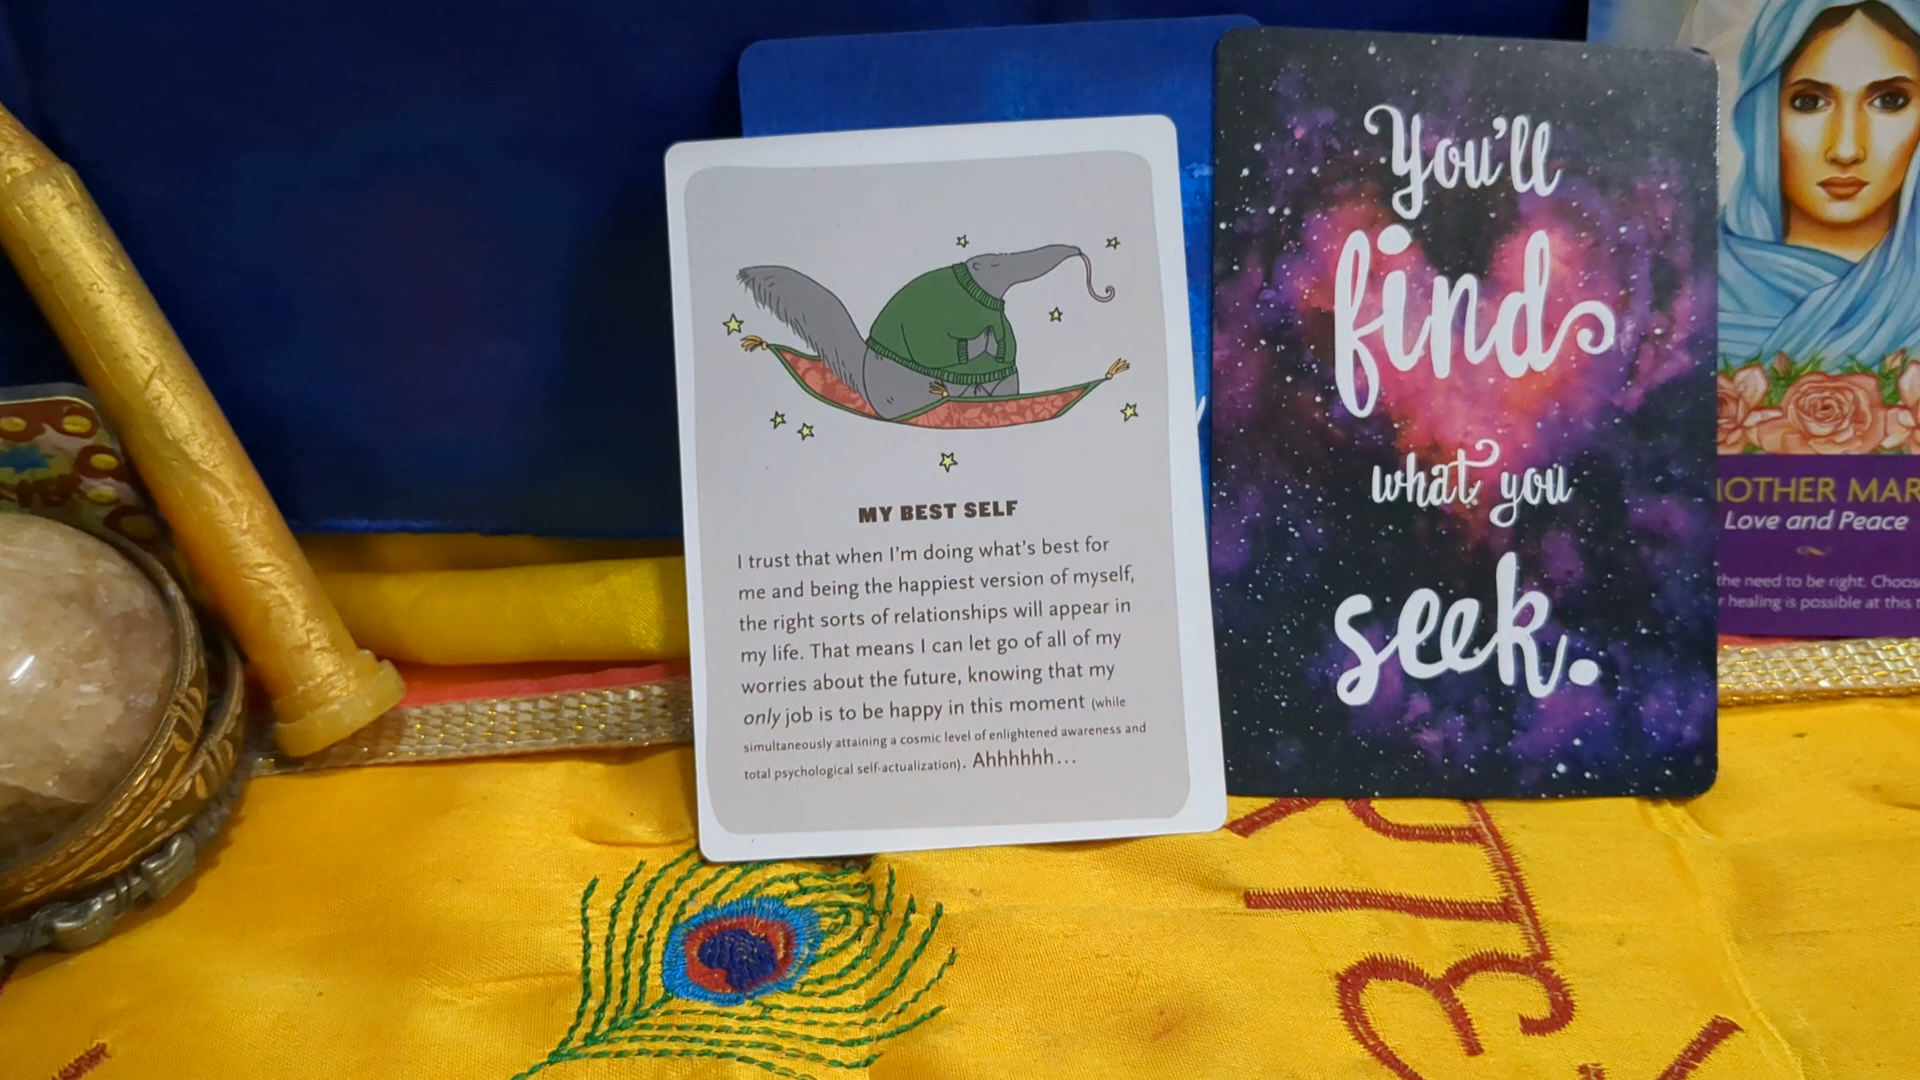 MY BEST SELF
I trust that when I'm doing what's best for
me and being the happiest version of myself,
the right sorts of relationships will appear in
my life. That means I can let go of all of my
worries about the future, knowing that my
only job is to be happy in this moment (while
simultaneously attaining a cosmic level of enlightened awareness and
total psychological self-actualization). Ahhhhhh...
You'll
find
what you
seek.
OTHER MAR
Love and Peace
the need to be right. Choos
healing is possible at this